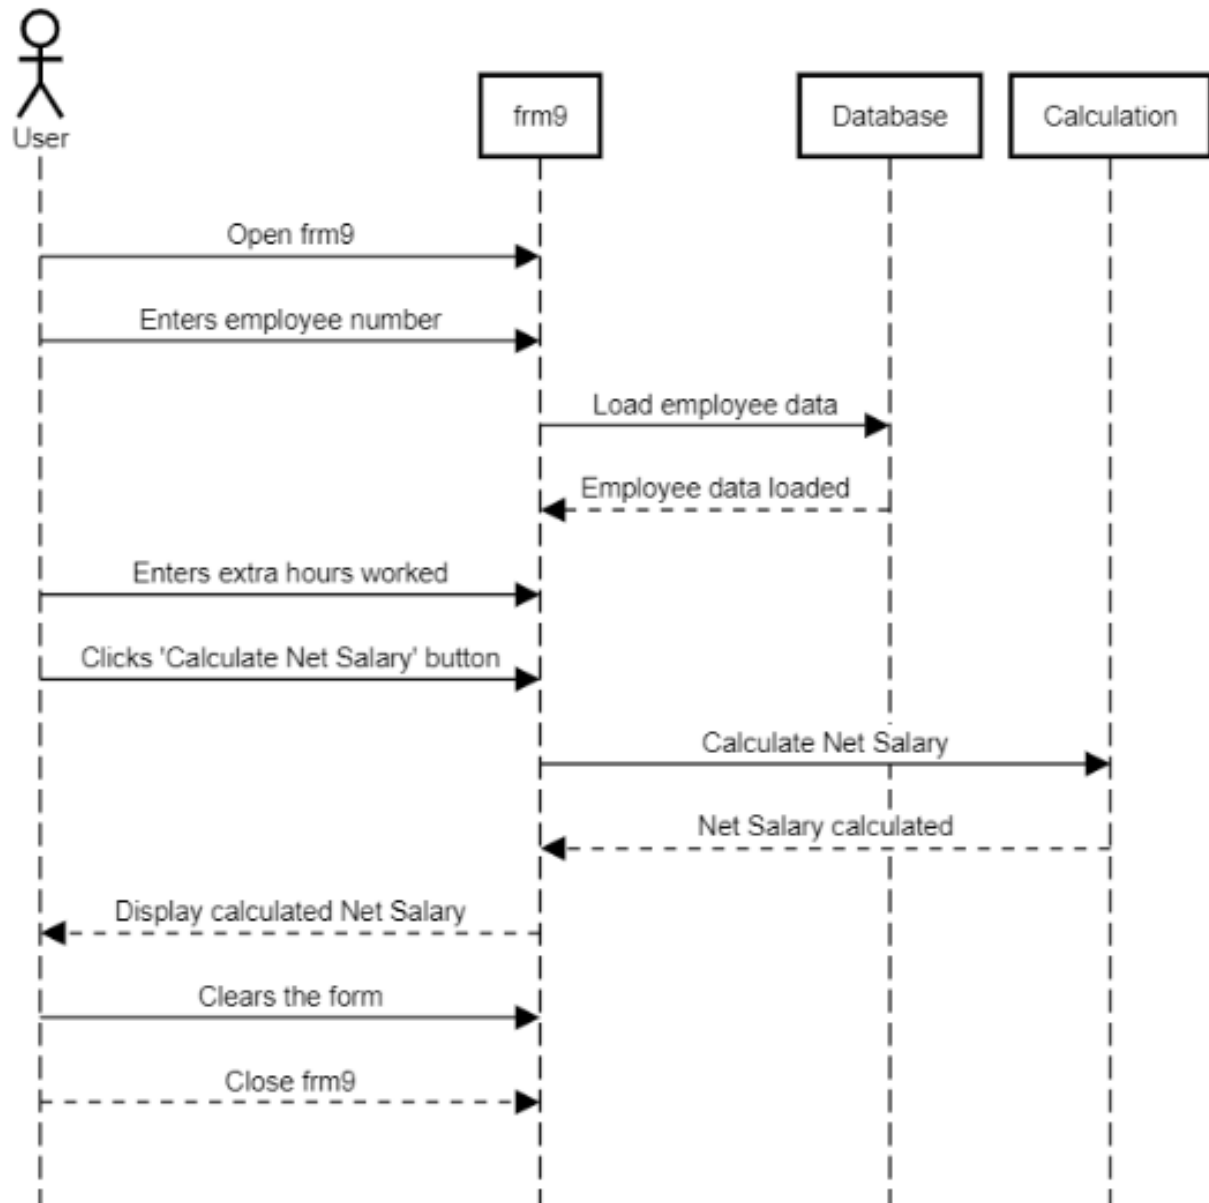 User
frm9
Database
Calculation
Open frm9
Enters employee number
Load employee data
Employee data loaded
Enters extra hours worked
Clicks 'Calculate Net Salary' button
Calculate Net Salary
Net Salary calculated
Display calculated Net Salary
Clears the form
Close frm9